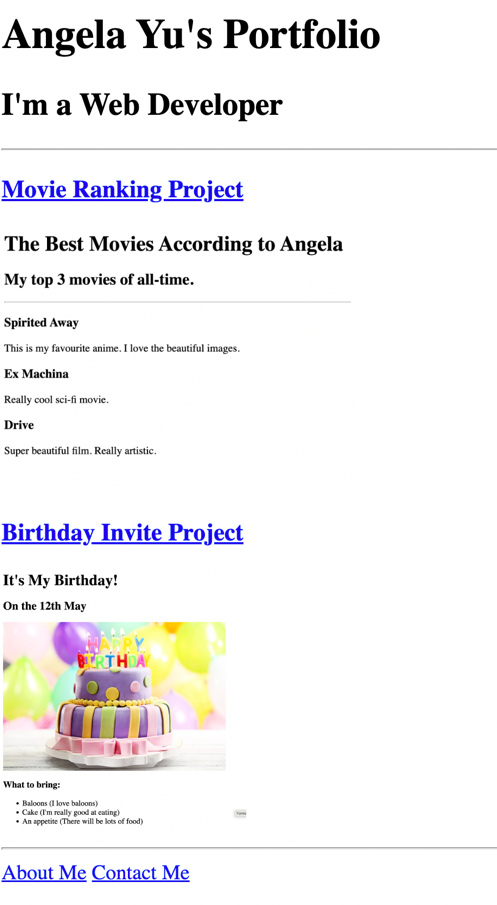 Angela Yu's Portfolio
I'm a Web Developer
Movie Ranking Project
The Best Movies According to Angela
My top 3 movies of all-time.
Spirited Away
This is my favourite anime. I love the beautiful images.
Ex Machina
Really cool sci-fi movie.
Drive
Super beautiful film. Really artistic.
Birthday Invite Project
It's My Birthday!
On the 12th May
HAPPY
BIRTHDAY
What to bring:
• Baloons (I love baloons)
• Cake (I'm really good at eating)
• An appetite (There will be lots of food)
About Me Contact Me